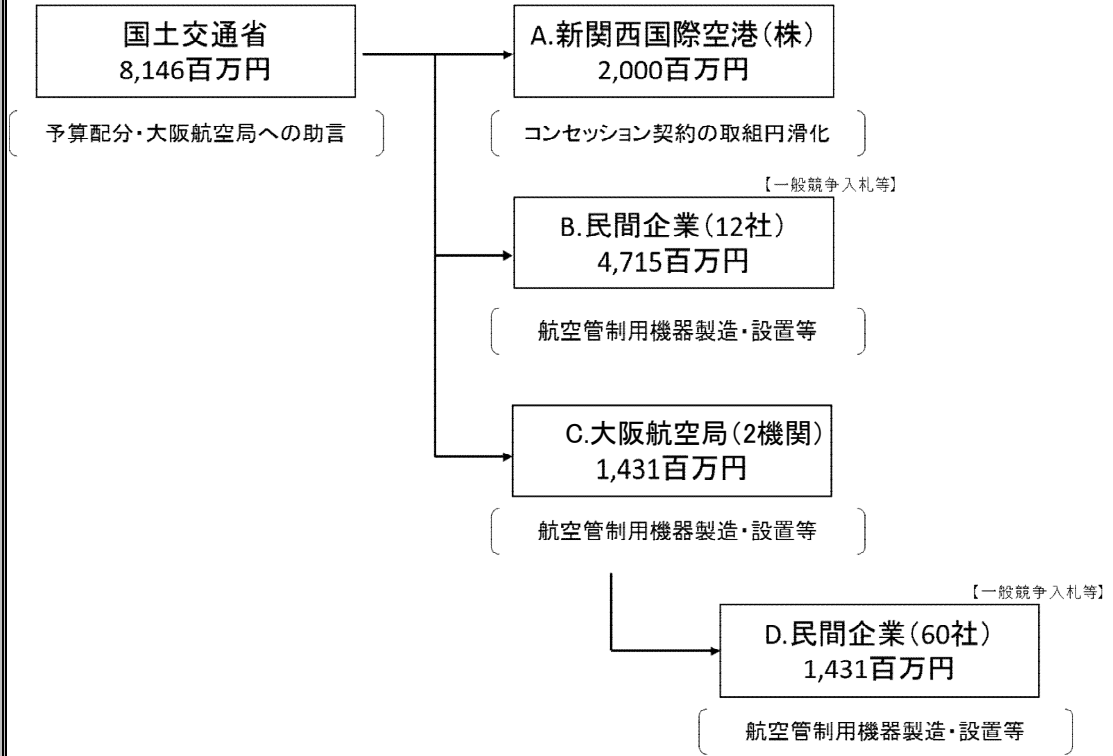 国土交通省
8,146百万円
予算配分・大阪航空局への助言
A.新関西国際空港(株)
2,000百万円
コンセッション契約の取組円滑化
【一般競争入札等】
B.民間企業(12社)
4,715百万円
航空管制用機器製造・設置等
C.大阪航空局(2機関)
1,431百万円
航空管制用機器製造・設置等
【一般競争入札等】
D.民間企業(60社)
1,431百万円
航空管制用機器製造・設置等